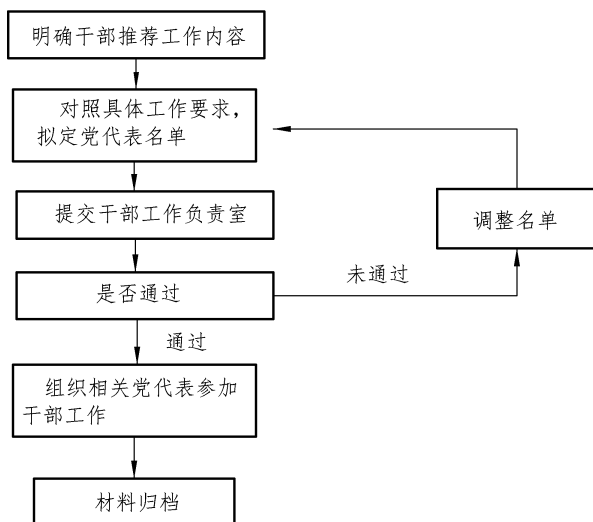 明确干部推荐工作内容
对照具体工作要求，
拟定党代表名单
提交干部工作负责室
调整名单
是否通过
未通过
通过
组织相关党代表参加
干部工作
材料归档